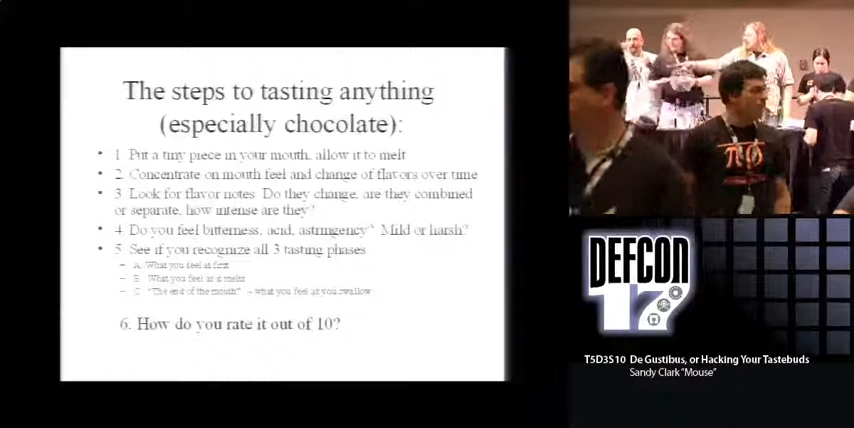 The steps to tasting anything
(especially chocolate):
• 1. Put a tiny piece in your mouth, allow it to melt
• 2. Concentrate on mouth feel and change of flavors over time
• 3. Look for flavor notes. Do they change, are they combined
or separate, how intense are they?
• 4. Do you feel bitterness, acid, astringency? Mild or harsh?
• 5. See if you recognize all 3 tasting phases
– A. What you feel at first
– B. What you feel as it melts
– C. "The end of the mouth" – what you feel as you swallow
6. How do you rate it out of 10?
DEFCON
17
T5D3S10 De Gustibus, or Hacking Your Tastebuds
Sandy Clark "Mouse"